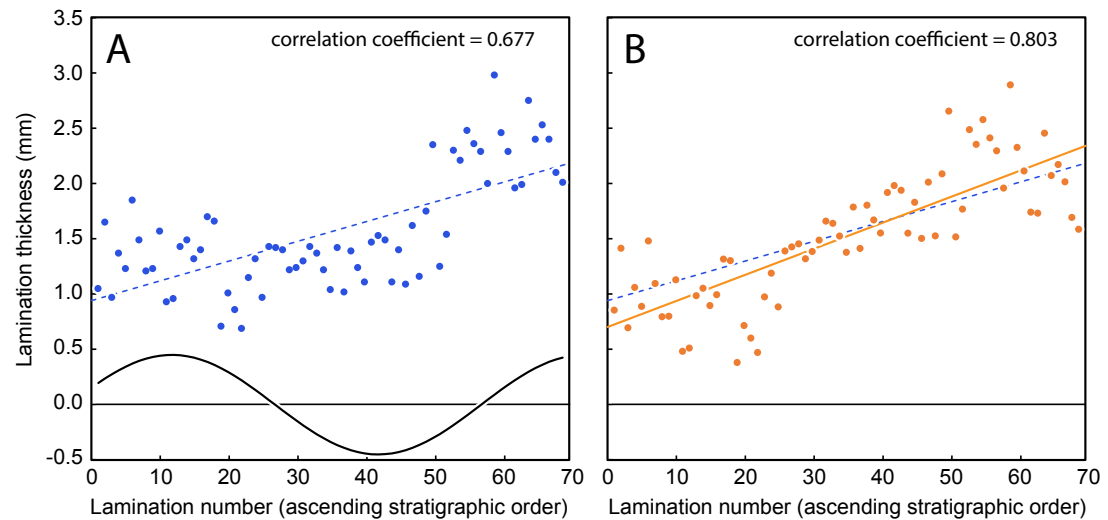 A
correlation coefficient = 0.677
B
correlation coefficient = 0.803
Lamination thickness (mm)
3.5
3.0
2.5
2.0
1.5
1.0
0.5
0.0
-0.5
0 10 20 30 40 50 60 70
0 10 20 30 40 50 60 70
Lamination number (ascending stratigraphic order)
Lamination number (ascending stratigraphic order)